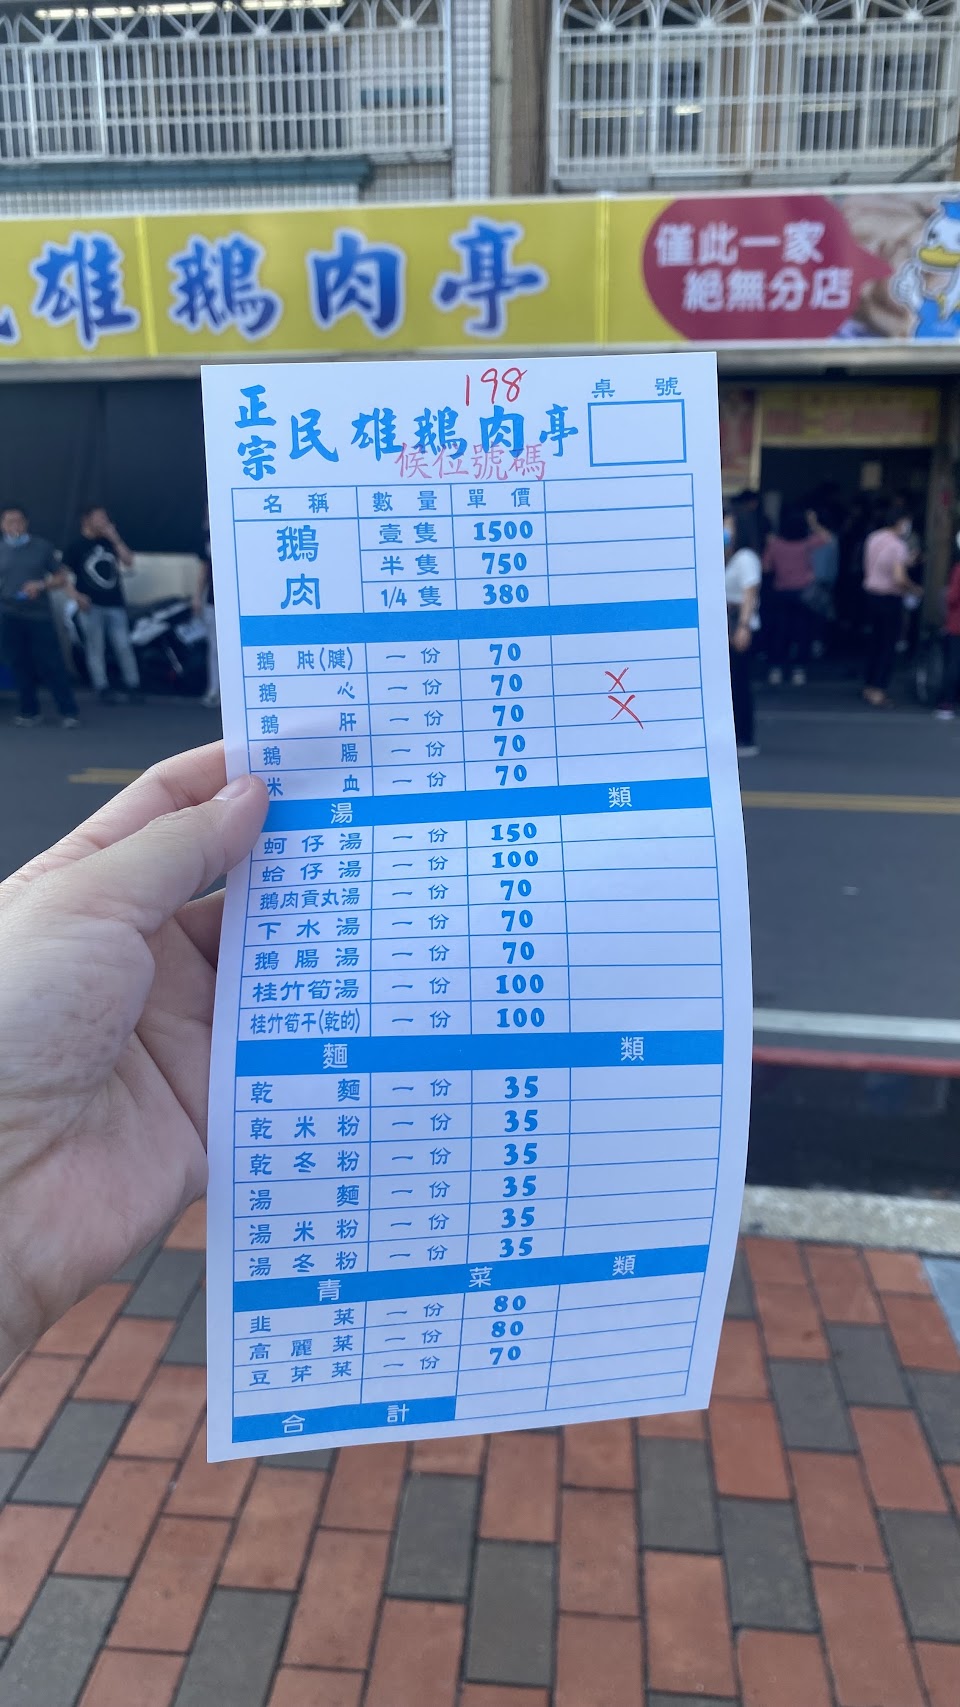 雄鵝肉亭
僅此一家
絕無分店
198
桌 號
正宗民雄鵝肉亭
候位號碼
名稱 數量 單價
鵝肉 壹隻 1500
半隻 750
1/4隻 380
鵝肫(腱) 一份 70
鵝心 一份 70 X
鵝肝 一份 70 X
鵝腸 一份 70
米血 一份 70
湯 類
蚵仔湯 一份 150
蛤仔湯 一份 100
鵝肉貢丸湯 一份 70
下水湯 一份 70
鵝腸湯 一份 70
桂竹筍湯 一份 100
桂竹筍干(乾的) 一份 100
麵 類
乾麵 一份 35
乾米粉 一份 35
乾冬粉 一份 35
湯麵 一份 35
湯米粉 一份 35
湯冬粉 一份 35
青 菜 類
韭菜 一份 80
高麗菜 一份 80
豆芽菜 一份 70
合 計